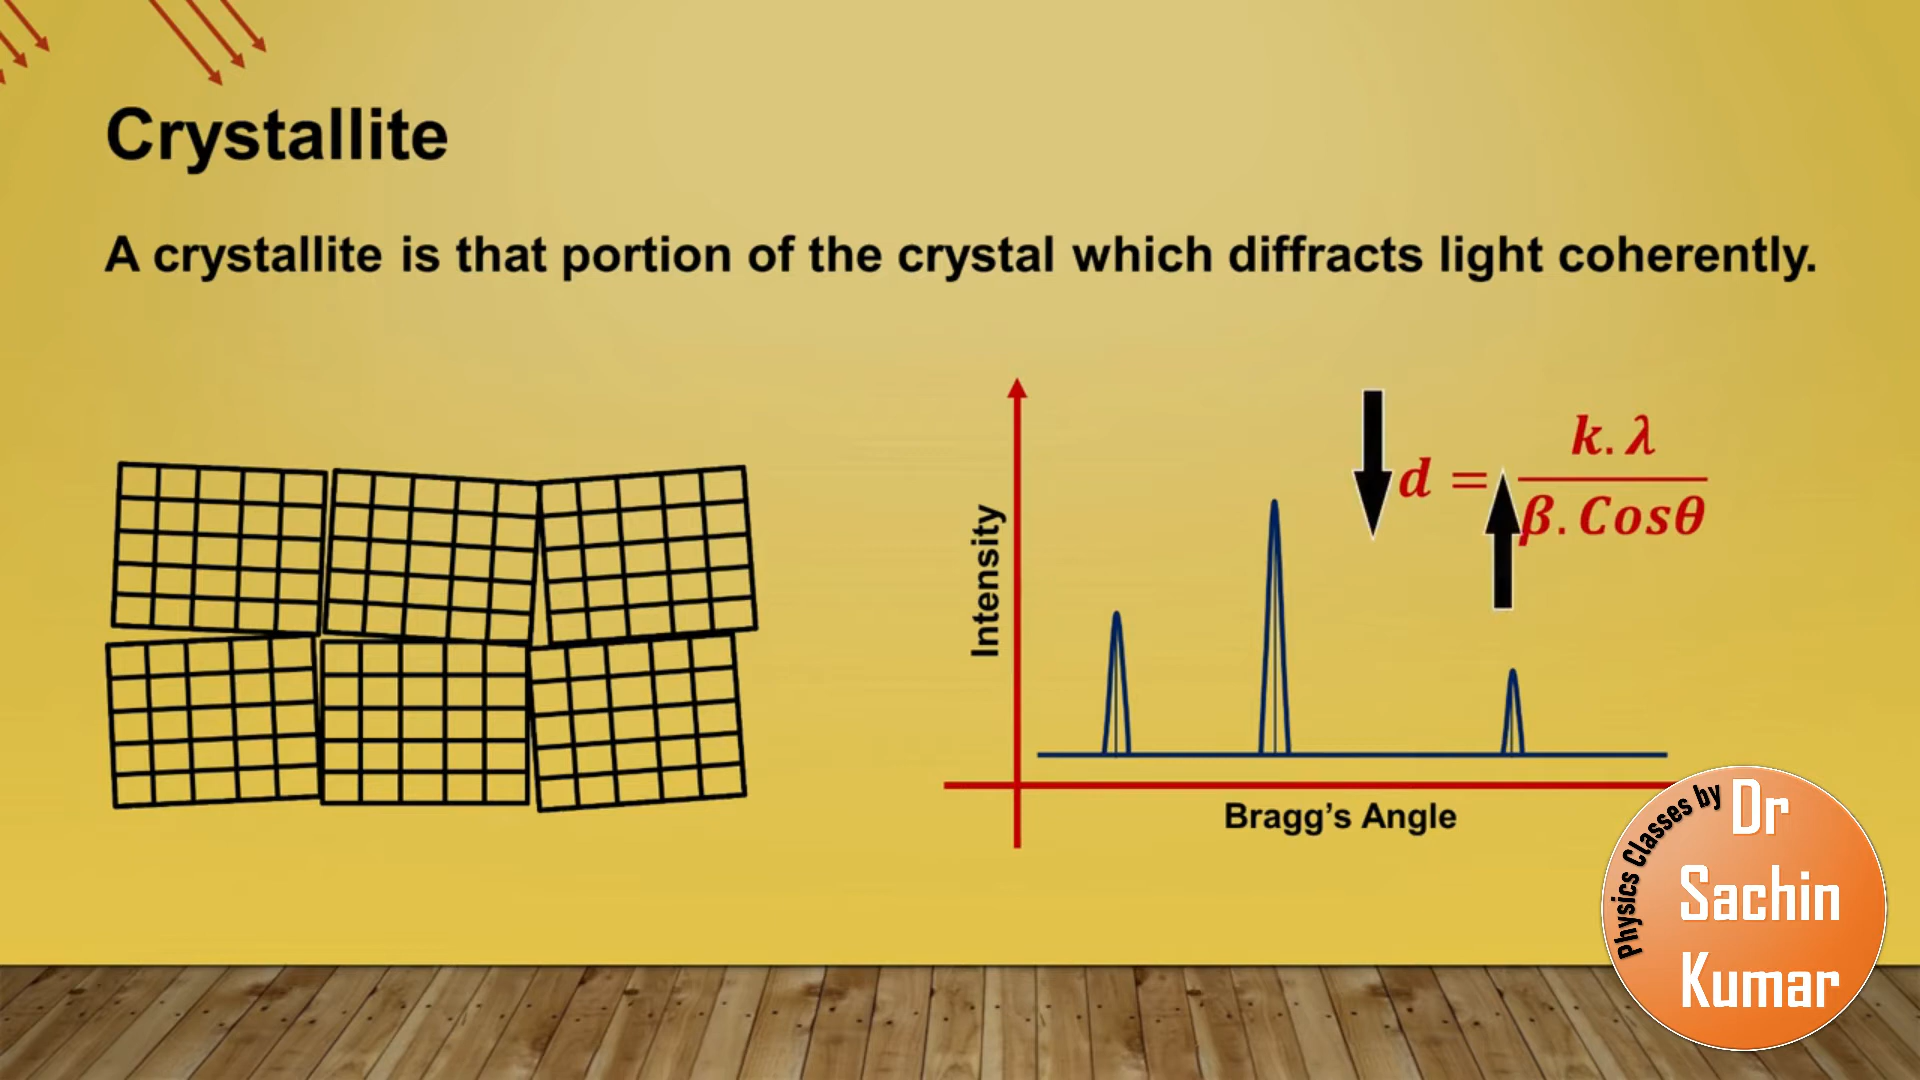 Crystallite
A crystallite is that portion of the crystal which diffracts light coherently.
Intensity
d = k.λ / β.Cosθ
Bragg’s Angle
Physics Classes by
Dr
Sachin
Kumar